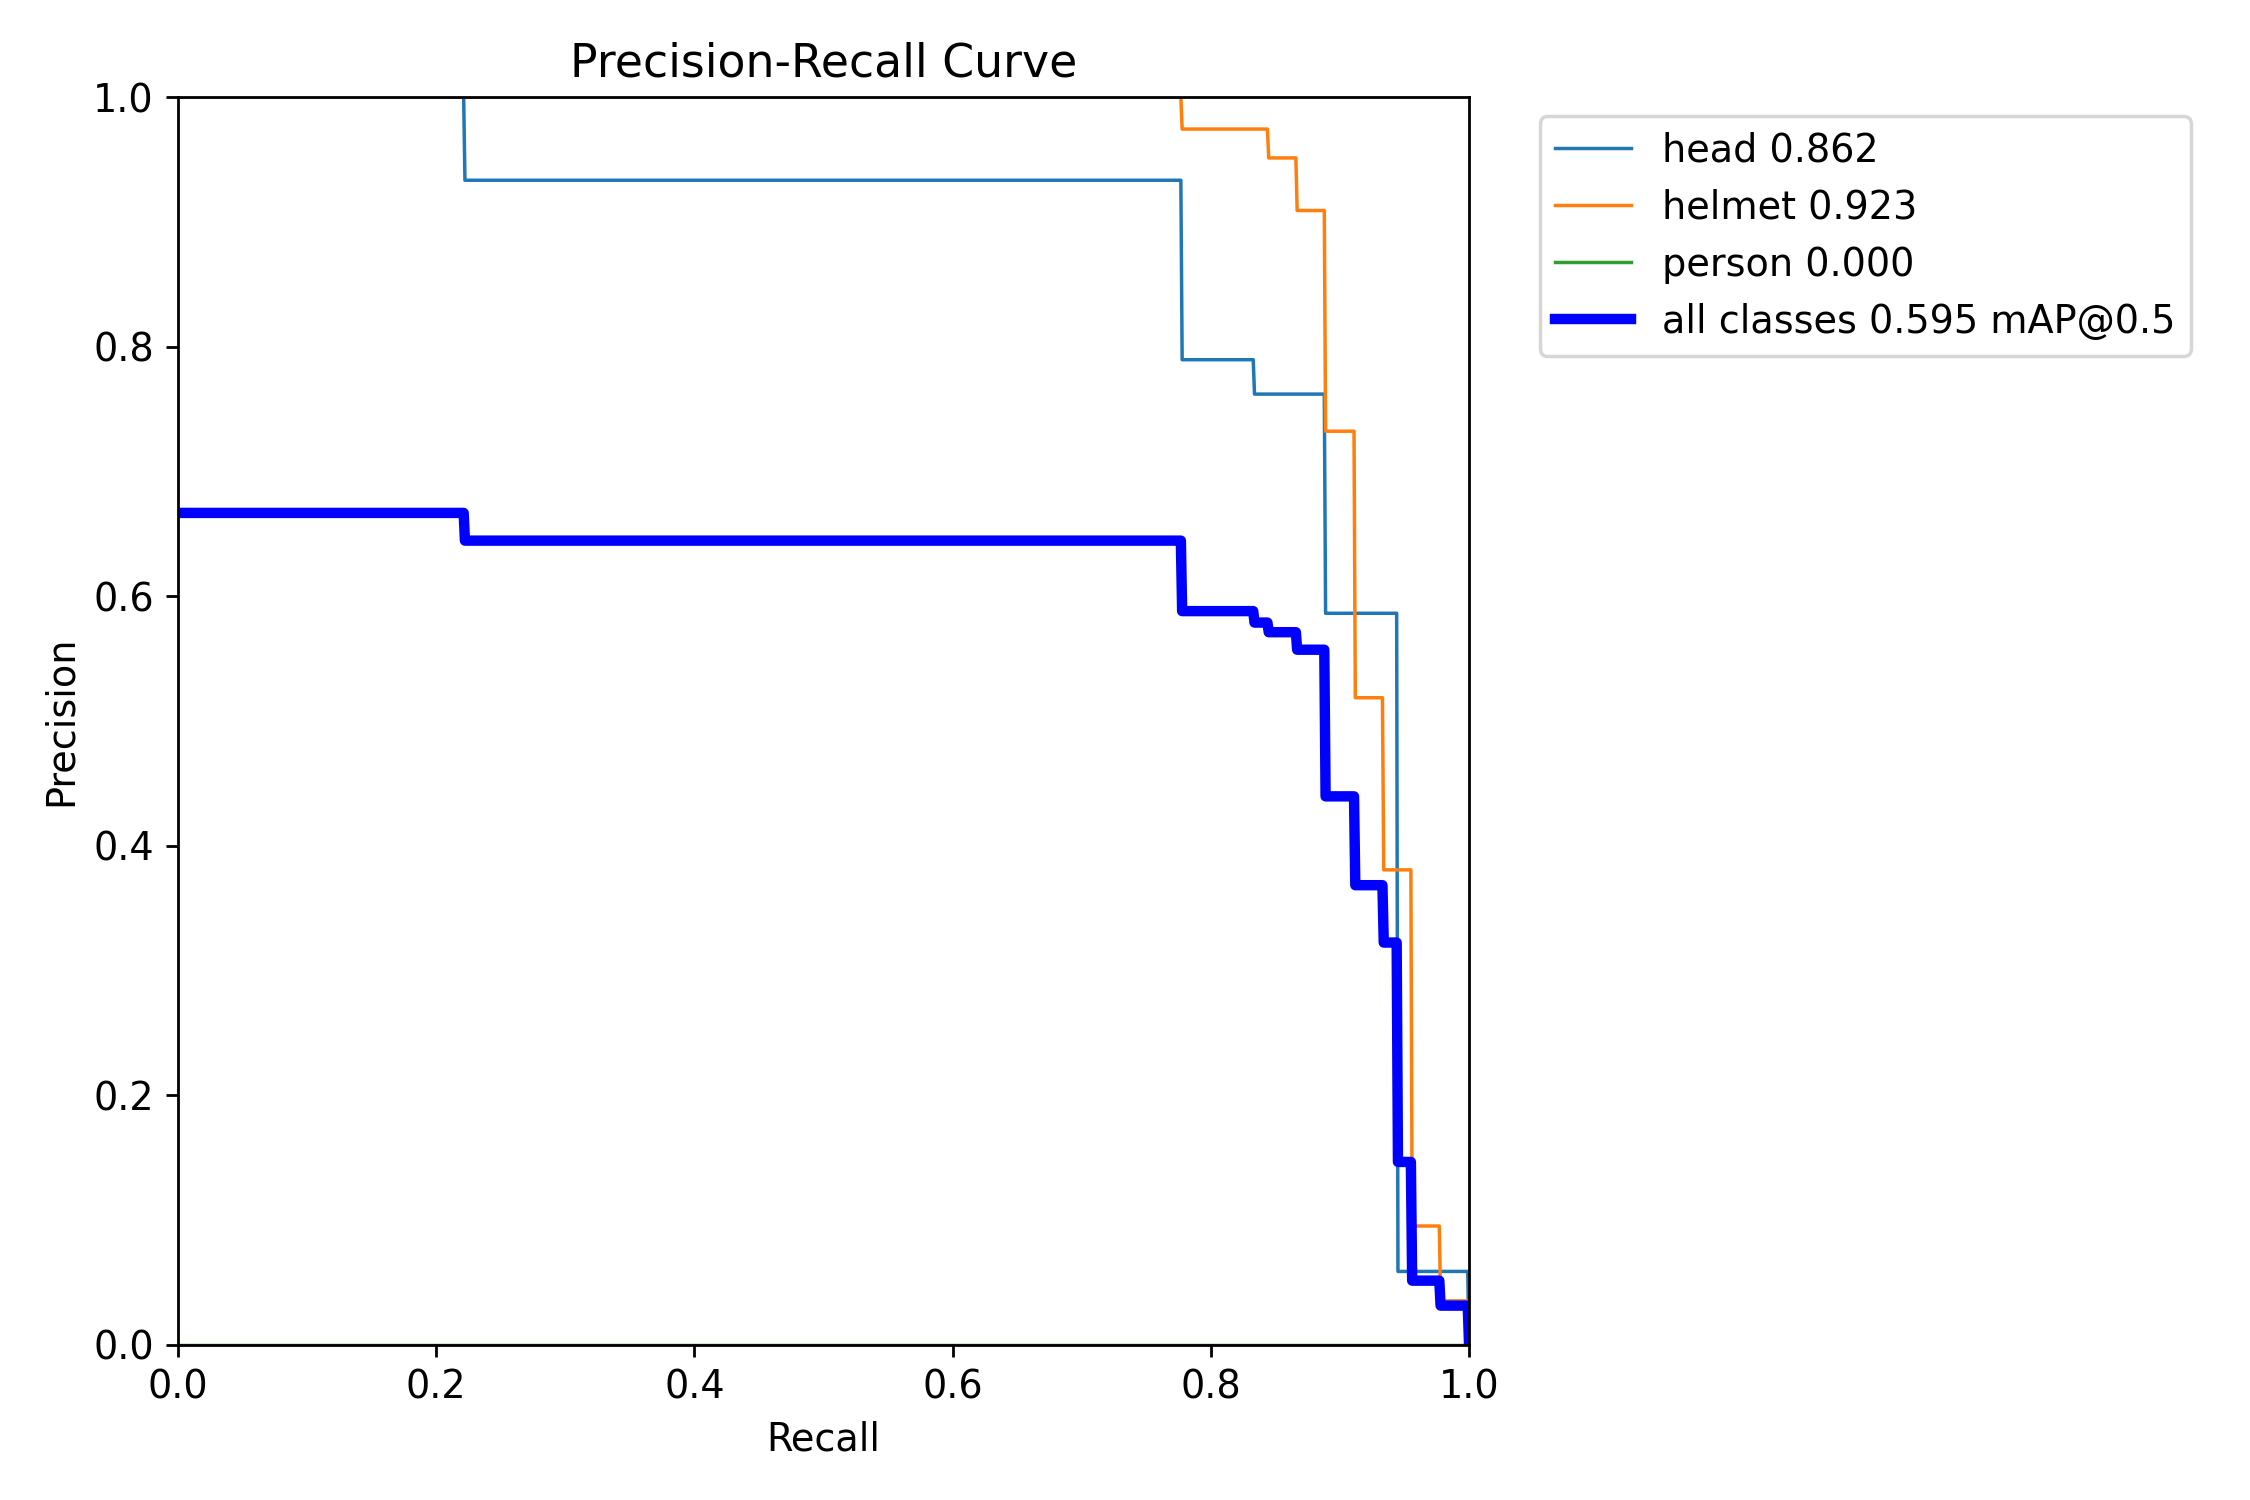 Precision-Recall Curve
1.0
0.8
0.6
0.4
0.2
0.0
Precision
0.0 0.2 0.4 0.6 0.8 1.0
Recall
head 0.862
helmet 0.923
person 0.000
all classes 0.595 mAP@0.5